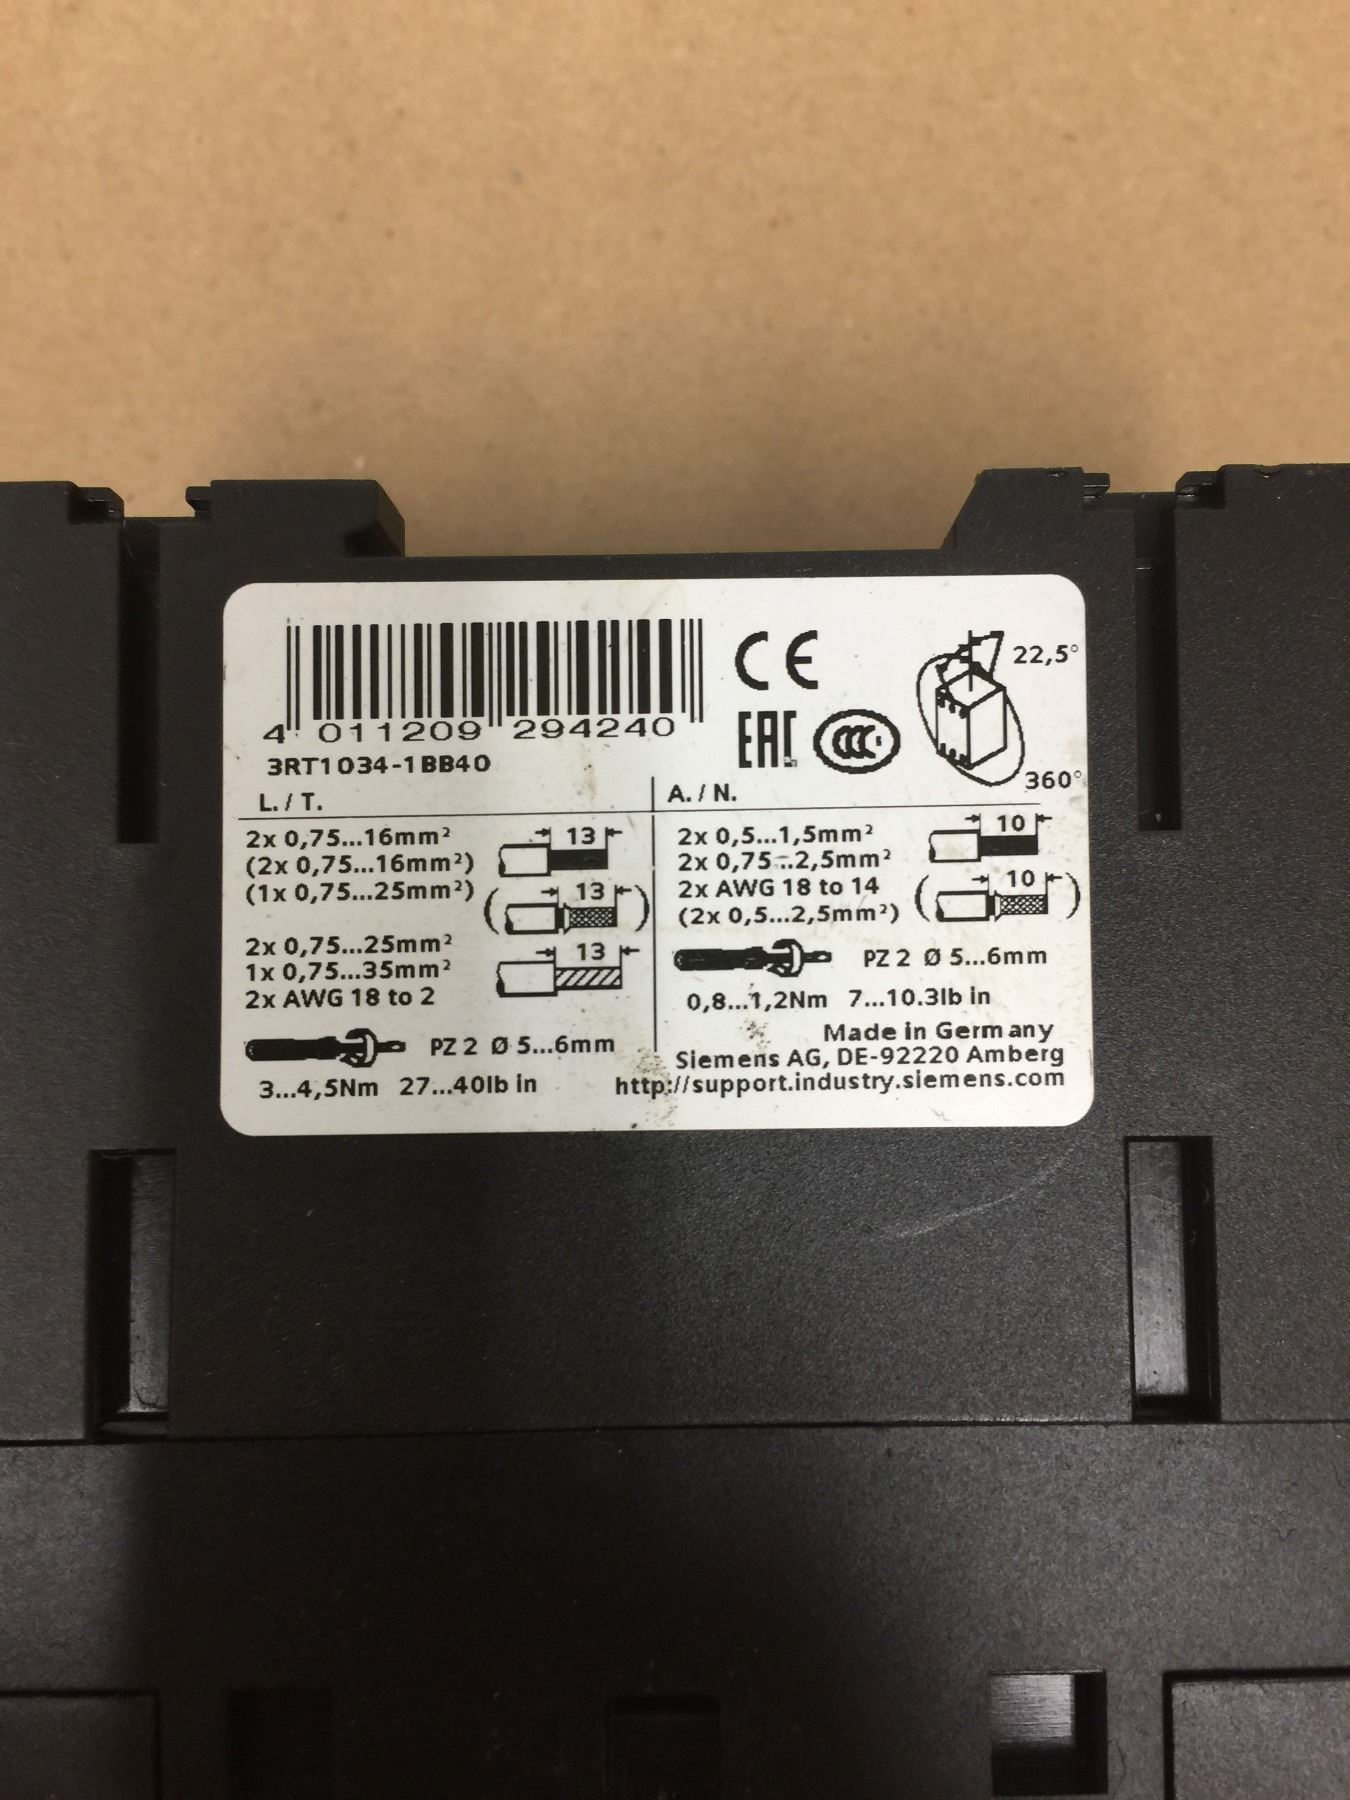 4 011209 294240
3RT1034-1BB40
CE
EAC
CCC
22,5°
360°
L. / T.
2x 0,75...16mm²
(2x 0,75...16mm²)
(1x 0,75...25mm²)
13
13
2x 0,75...25mm²
1x 0,75...35mm²
2x AWG 18 to 2
13
PZ 2 Ø 5...6mm
3...4,5Nm 27...40lb in
A. / N.
2x 0,5...1,5mm²
2x 0,75...2,5mm²
2x AWG 18 to 14
(2x 0,5...2,5mm²)
10
10
PZ 2 Ø 5...6mm
0,8...1,2Nm 7...10.3lb in
Made in Germany
Siemens AG, DE-92220 Amberg
http://support.industry.siemens.com